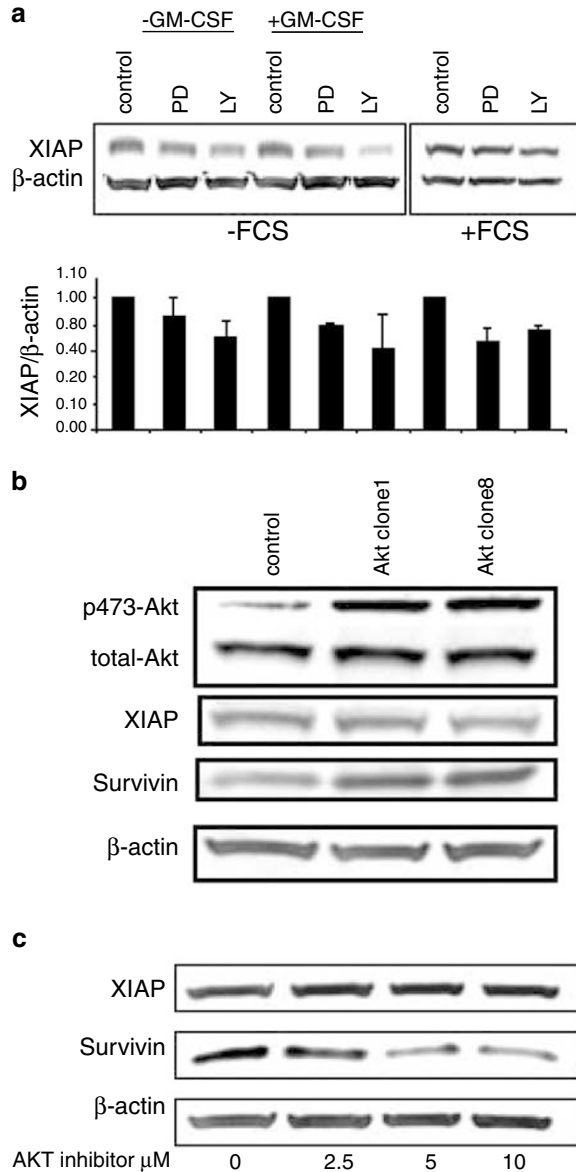 a
-GM-CSF +GM-CSF
control PD LY control PD LY control PD LY
XIAP
β-actin
-FCS +FCS
XIAP/β-actin
1.10
1.00
0.80
0.40
0.20
0.10
0.00
b
control Akt clone1 Akt clone8
p473-Akt
total-Akt
XIAP
Survivin
β-actin
c
XIAP
Survivin
β-actin
AKT inhibitor μM 0 2.5 5 10